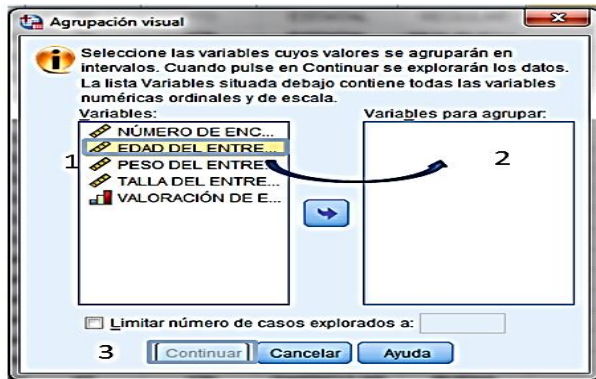 Agrupación visual
Seleccione las variables cuyos valores se agruparán en
intervalos. Cuando pulse en Continuar se explorarán los datos.
La lista Variables situada debajo contiene todas las variables
numéricas ordinales y de escala.
Variables:
Variables para agrupar:
NÚMERO DE ENC...
EDAD DEL ENTRE...
1
PESO DEL ENTRE...
2
TALLA DEL ENTRE...
VALORACIÓN DE E...
Limitar número de casos explorados a:
3
Continuar
Cancelar
Ayuda